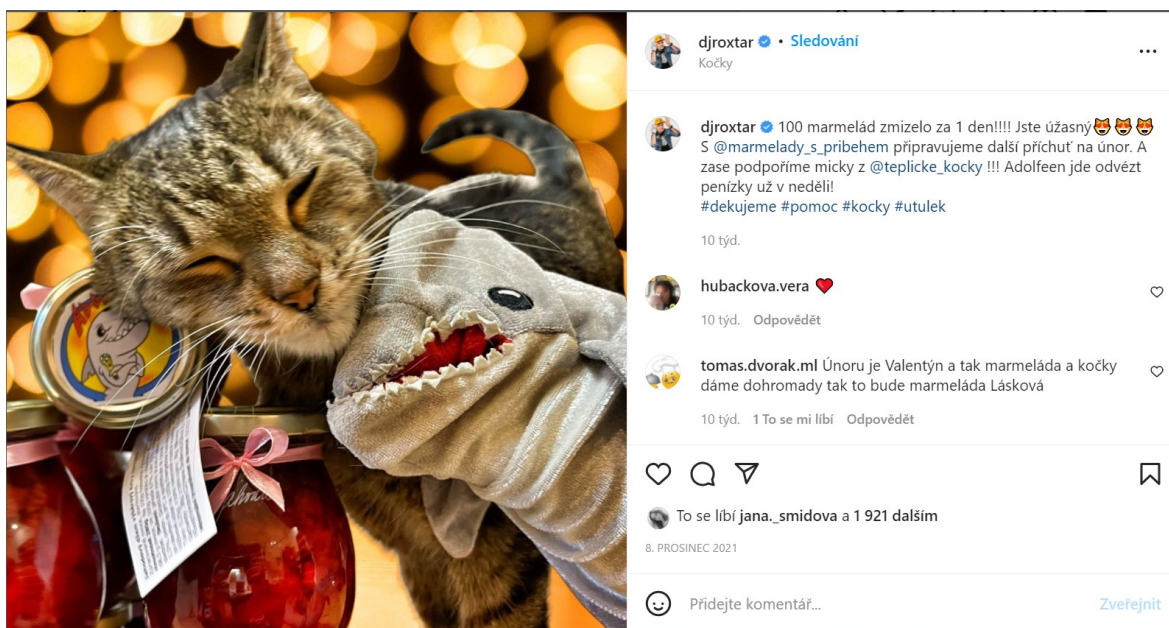 djroxtar • Sledování
Kočky
djroxtar 100 marmelád zmizelo za 1 den!!!! Jste úžasný😻😻😻
S @marmelady_s_pribehem připravujeme další příchuť na únor. A
zase podpoříme micky z @teplicke_kocky !!! Adolfeen jde odvézt
penízky už v neděli!
#dekujeme #pomoc #kocky #utulek
10 týd.
hubackova.vera ❤️
10 týd. Odpovědět
tomas.dvorak.ml Únoru je Valentýn a tak marmeláda a kočky
dáme dohromady tak to bude marmeláda Lásková
10 týd. 1 To se mi líbí Odpovědět
To se líbí jana._smidova a 1 921 dalším
8. PROSINEC 2021
Přidejte komentář...
Zveřejnit